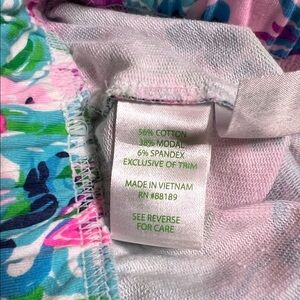 56% COTTON
38% MODAL
6% SPANDEX
EXCLUSIVE OF TRIM
MADE IN VIETNAM
RN #88189
SEE REVERSE
FOR CARE